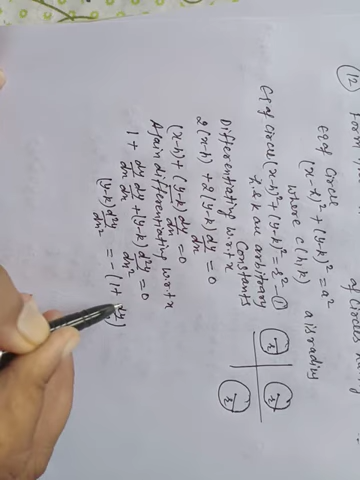 (12) Form
of circles
Eq of circle
(x-h)² + (y-k)² = a²
where c (h,k)
a is radius
Eq of circle (x-h)² + (y-k)² = r² — ①
h, k are arbitrary
Constants
Differentiating w.r.t x
2(x-h) + 2(y-k) dy/dx = 0
(x-h) + (y-k) dy/dx = 0
Again differentiating w.r.t x
1 + dy/dx dy/dx + (y-k) d²y/dx² = 0
(y-k) d²y/dx² = -(1 + dy/